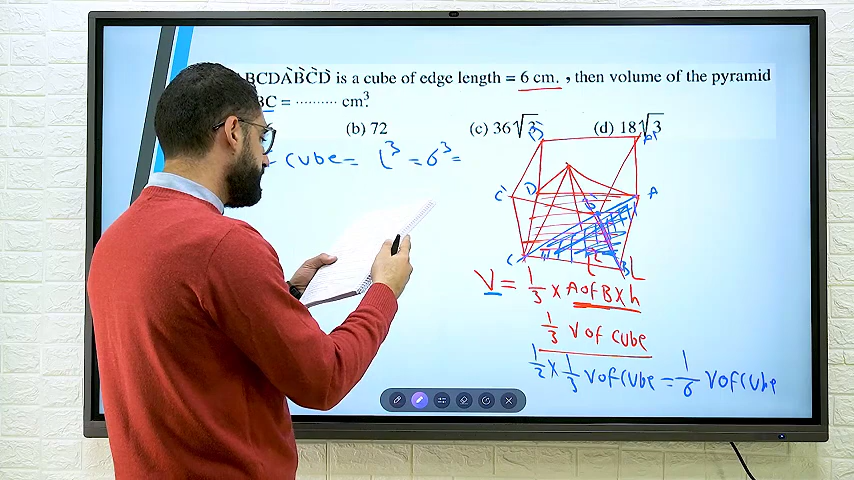 BCDÀB̀C̀D̀ is a cube of edge length = 6 cm. , then volume of the pyramid
BC = ·········· cm³?
(b) 72
(c) 36√3
(d) 18√3
cube = L³ = 6³ =
C'
D
A
C
B
L
V = 1/3 × A of B × h
1/3 V of cube
1/2 × 1/3 V of cube = 1/6 V of cube